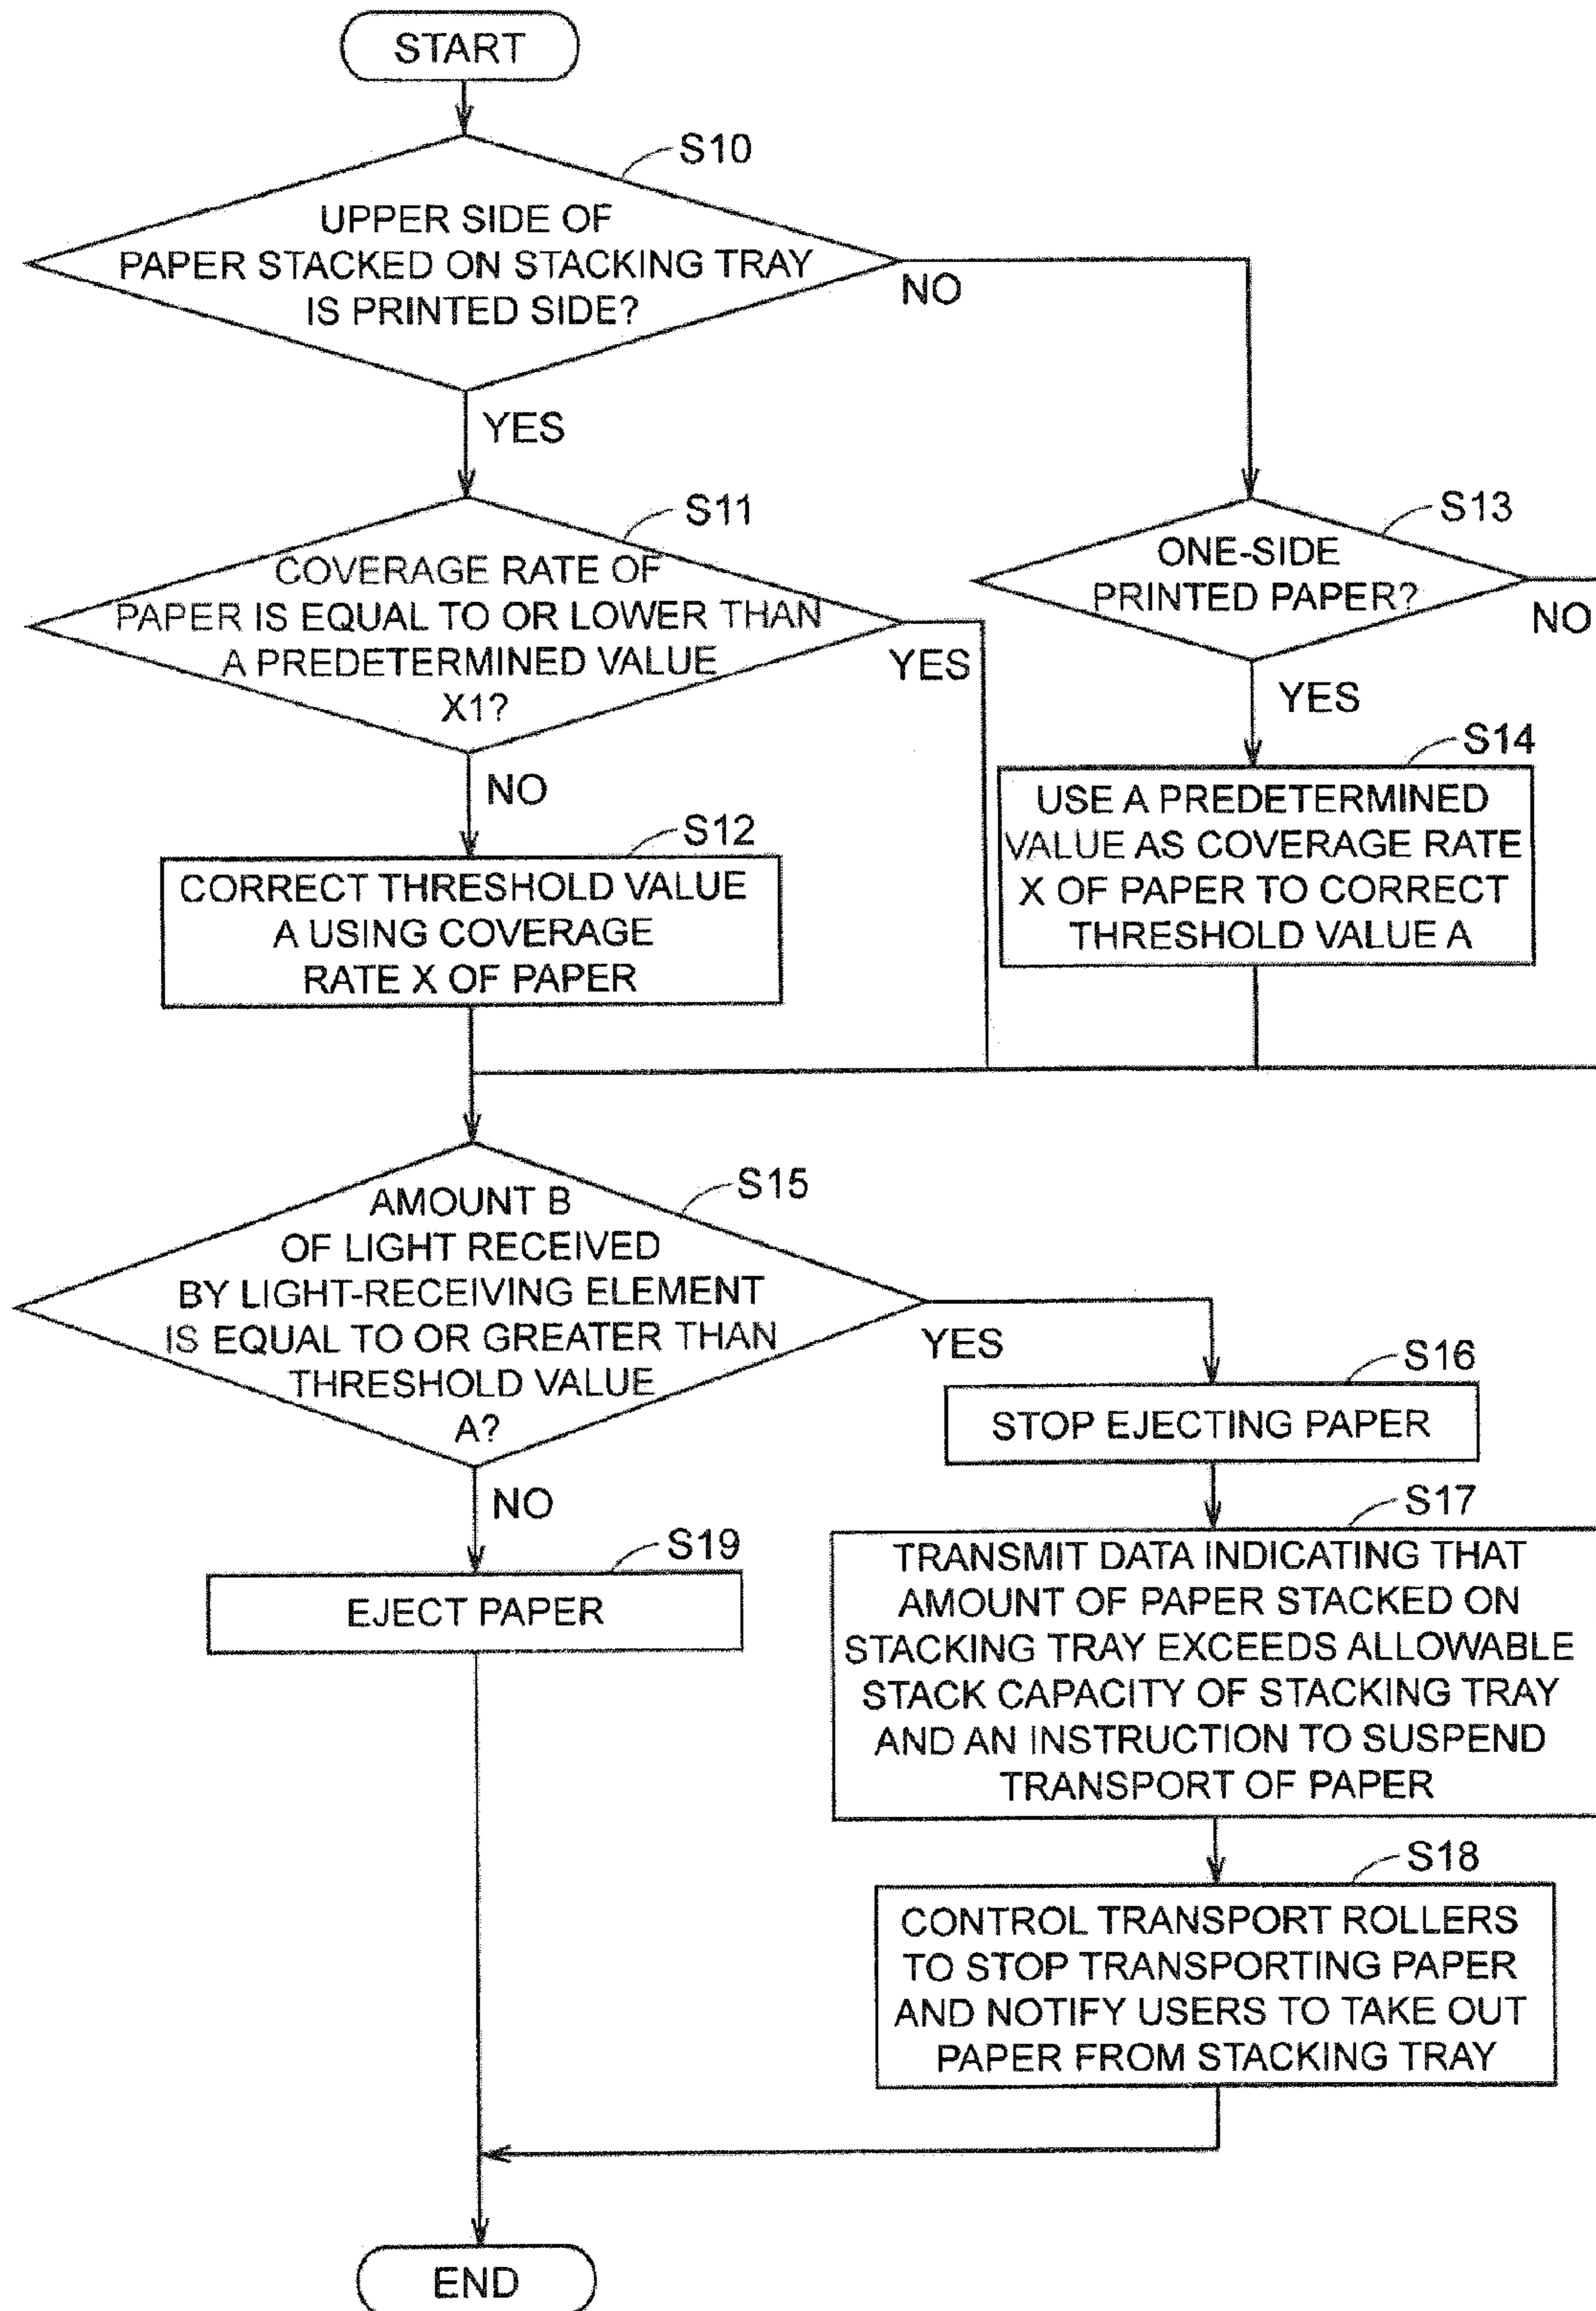 START
S10
UPPER SIDE OF
PAPER STACKED ON STACKING TRAY
IS PRINTED SIDE?
NO
YES
S11
COVERAGE RATE OF
PAPER IS EQUAL TO OR LOWER THAN
A PREDETERMINED VALUE
X1?
YES
NO
S13
ONE-SIDE
PRINTED PAPER?
NO
YES
S14
USE A PREDETERMINED
VALUE AS COVERAGE RATE
X OF PAPER TO CORRECT
THRESHOLD VALUE A
S12
CORRECT THRESHOLD VALUE
A USING COVERAGE
RATE X OF PAPER
S15
AMOUNT B
OF LIGHT RECEIVED
BY LIGHT-RECEIVING ELEMENT
IS EQUAL TO OR GREATER THAN
THRESHOLD VALUE
A?
YES
NO
S16
STOP EJECTING PAPER
S17
TRANSMIT DATA INDICATING THAT
AMOUNT OF PAPER STACKED ON
STACKING TRAY EXCEEDS ALLOWABLE
STACK CAPACITY OF STACKING TRAY
AND AN INSTRUCTION TO SUSPEND
TRANSPORT OF PAPER
S18
CONTROL TRANSPORT ROLLERS
TO STOP TRANSPORTING PAPER
AND NOTIFY USERS TO TAKE OUT
PAPER FROM STACKING TRAY
S19
EJECT PAPER
END